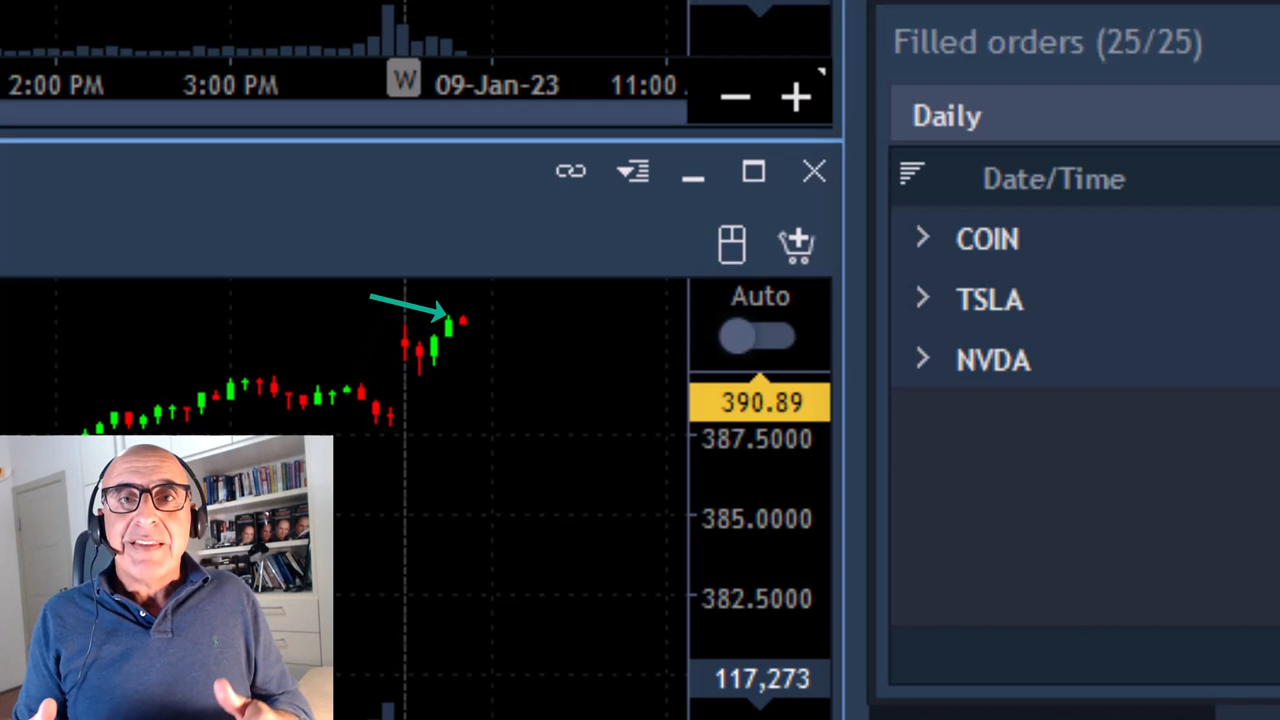 2:00 PM 3:00 PM W 09-Jan-23 11:00
Filled orders (25/25)
Daily
Date/Time
COIN
TSLA
NVDA
Auto
390.89
387.5000
385.0000
382.5000
117,273